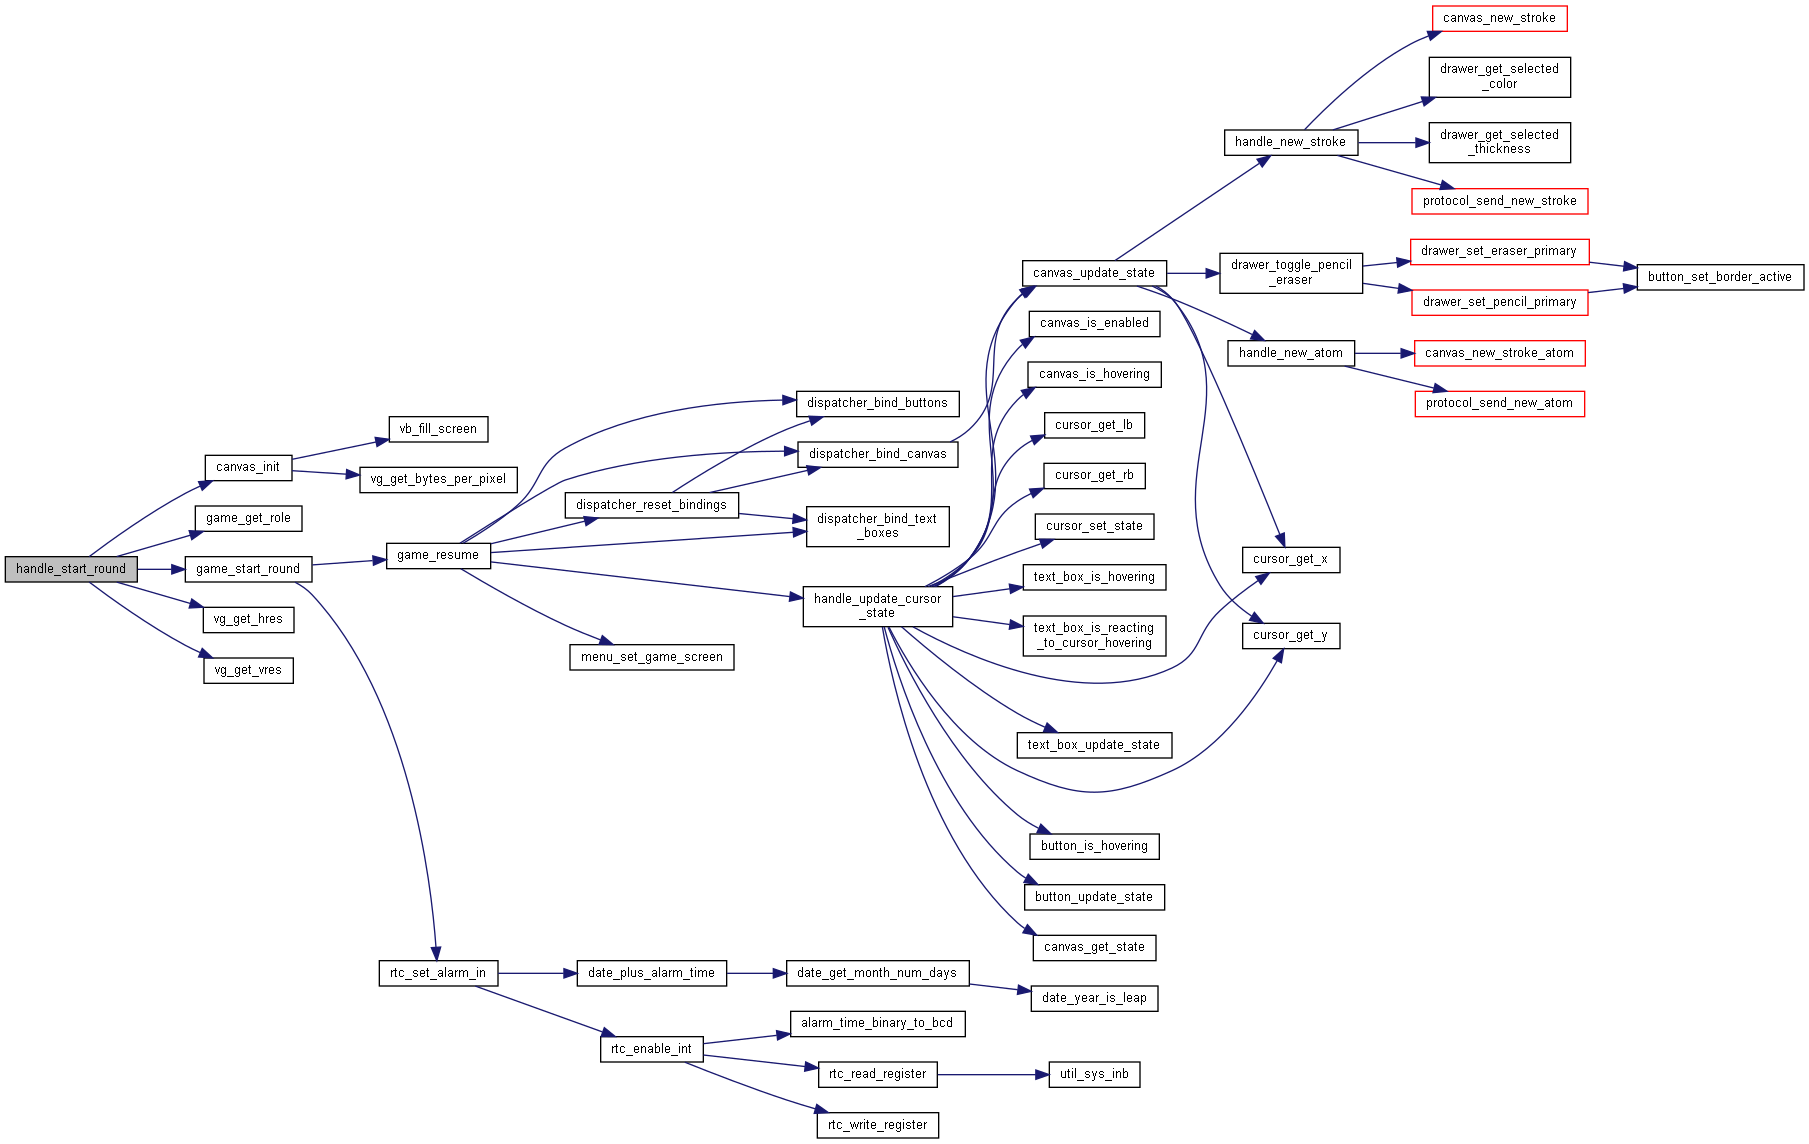 canvas_new_stroke
drawer_get_selected
_color
handle_new_stroke
drawer_get_selected
_thickness
protocol_send_new_stroke
canvas_update_state
drawer_toggle_pencil
_eraser
drawer_set_eraser_primary
button_set_border_active
drawer_set_pencil_primary
canvas_is_enabled
handle_new_atom
canvas_new_stroke_atom
canvas_is_hovering
protocol_send_new_atom
dispatcher_bind_buttons
vb_fill_screen
cursor_get_lb
canvas_init
dispatcher_bind_canvas
vg_get_bytes_per_pixel
cursor_get_rb
dispatcher_reset_bindings
game_get_role
dispatcher_bind_text
_boxes
cursor_set_state
handle_start_round
game_start_round
game_resume
cursor_get_x
text_box_is_hovering
handle_update_cursor
_state
vg_get_hres
text_box_is_reacting
_to_cursor_hovering
cursor_get_y
vg_get_vres
menu_set_game_screen
text_box_update_state
button_is_hovering
button_update_state
canvas_get_state
rtc_set_alarm_in
date_plus_alarm_time
date_get_month_num_days
date_year_is_leap
alarm_time_binary_to_bcd
rtc_enable_int
rtc_read_register
util_sys_inb
rtc_write_register